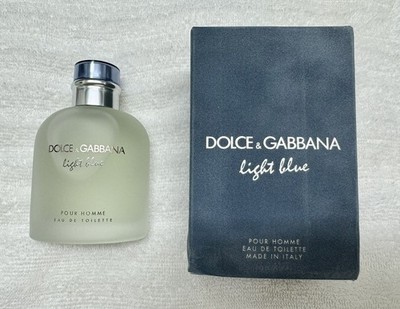 DOLCE & GABBANA
light blue
POUR HOMME
EAU DE TOILETTE
DOLCE & GABBANA
light blue
POUR HOMME
EAU DE TOILETTE
MADE IN ITALY